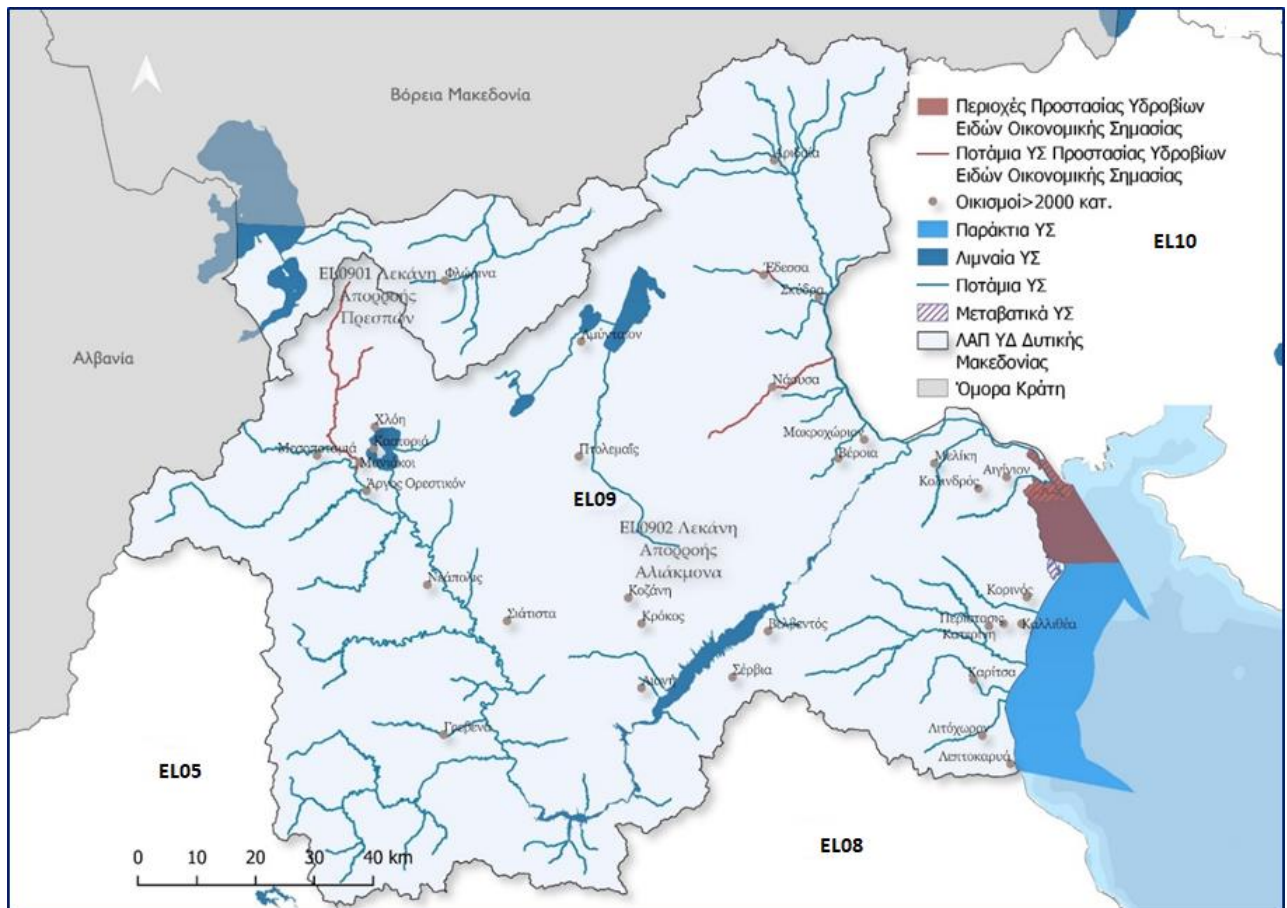 Βόρεια Μακεδονία
Αλβανία
Περιοχές Προστασίας Υδροβίων
Ειδών Οικονομικής Σημασίας
Ποτάμια ΥΣ Προστασίας Υδροβίων
Ειδών Οικονομικής Σημασίας
Οικισμοί>2000 κατ.
Παράκτια ΥΣ
Λιμναία ΥΣ
Ποτάμια ΥΣ
Μεταβατικά ΥΣ
ΛΑΠ ΥΔ Δυτικής
Μακεδονίας
Όμορα Κράτη
EL10
Αριδαία
EL0901 Λεκάνη
Απορροής
Πρεσπών
Φλώρινα
Έδεσσα
Σκύδρα
Αμύνταιον
Νάουσα
Χλόη
Καστοριά
Μεσοποταμιά
Μανιάκοι
Άργος Ορεστικόν
Πτολεμαΐς
Μακροχώριον
Βέροια
Μελίκη
Αιγίνιον
Κολινδρός
EL09
EL0902 Λεκάνη
Απορροής
Αλιάκμονα
Νεάπολις
Σιάτιστα
Κοζάνη
Κρόκος
Βελβεντός
Κορινός
Περίστασις
Καλλιθέα
Κατερίνη
Σέρβια
Αιανή
Καρίτσα
Γρεβενά
Λιτόχωρον
Λεπτοκαρυά
EL05
EL08
0 10 20 30 40 km